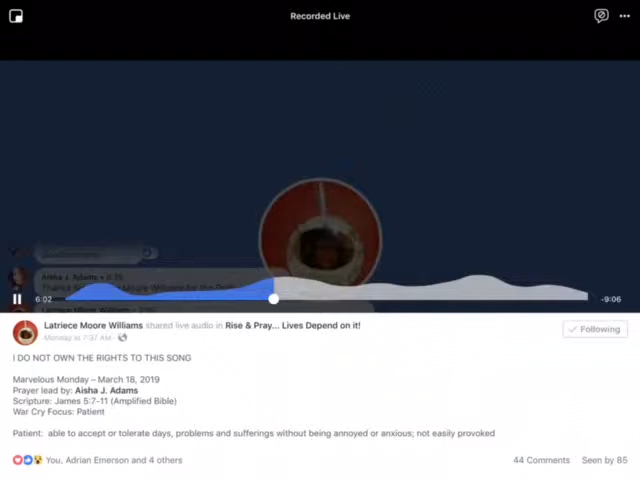 Recorded Live
Aisha J. Adams
6:02
-9:06
Latriece Moore Williams shared live audio in Rise & Pray... Lives Depend on it!
Monday at 7:37 AM
Following
I DO NOT OWN THE RIGHTS TO THIS SONG
Marvelous Monday – March 18, 2019
Prayer lead by: Aisha J. Adams
Scripture: James 5:7-11 (Amplified Bible)
War Cry Focus: Patient
Patient: able to accept or tolerate days, problems and sufferings without being annoyed or anxious; not easily provoked
You, Adrian Emerson and 4 others
44 Comments
Seen by 85